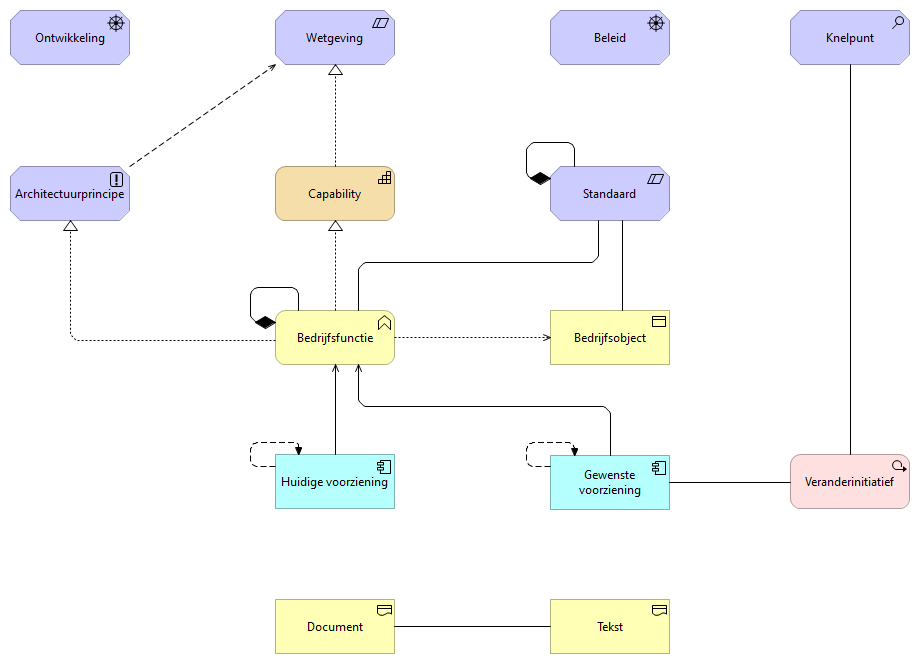 Ontwikkeling
Wetgeving
Beleid
Knelpunt
Architectuurprincipe
Capability
Standaard
Bedrijfsfunctie
Bedrijfsobject
Huidige voorziening
Gewenste
voorziening
Veranderinitiatief
Document
Tekst